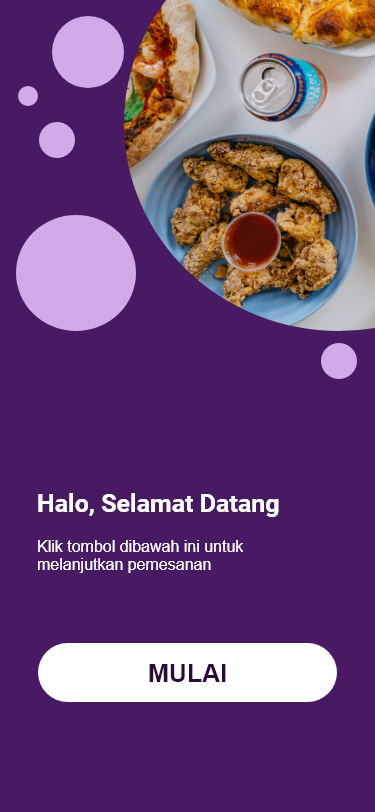 Halo, Selamat Datang
Klik tombol dibawah ini untuk
melanjutkan pemesanan
MULAI